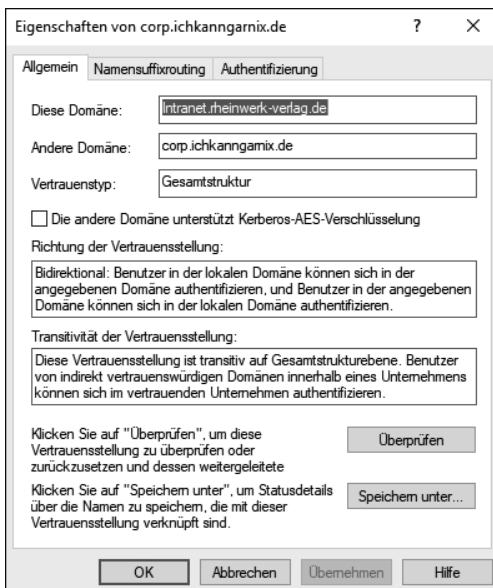 Eigenschaften von corp.ichkanngarnix.de ? ×
Allgemein Namensuffixrouting Authentifizierung
Diese Domäne: Intranet.rheinwerk-verlag.de
Andere Domäne: corp.ichkanngarnix.de
Vertrauenstyp: Gesamtstruktur
Die andere Domäne unterstützt Kerberos-AES-Verschlüsselung
Richtung der Vertrauensstellung:
Bidirektional: Benutzer in der lokalen Domäne können sich in der
angegebenen Domäne authentifizieren, und Benutzer in der angegebenen
Domäne können sich in der lokalen Domäne authentifizieren.
Transitivität der Vertrauensstellung:
Diese Vertrauensstellung ist transitiv auf Gesamtstrukturebene. Benutzer
von indirekt vertrauenswürdigen Domänen innerhalb eines Unternehmens
können sich im vertrauenden Unternehmen authentifizieren.
Klicken Sie auf "Überprüfen", um diese
Vertrauensstellung zu überprüfen oder
zurückzusetzen und dessen weitergeleitete
Überprüfen
Klicken Sie auf "Speichern unter", um Statusdetails
über die Namen zu speichern, die mit dieser
Vertrauensstellung verknüpft sind.
Speichern unter...
OK Abbrechen Übernehmen Hilfe